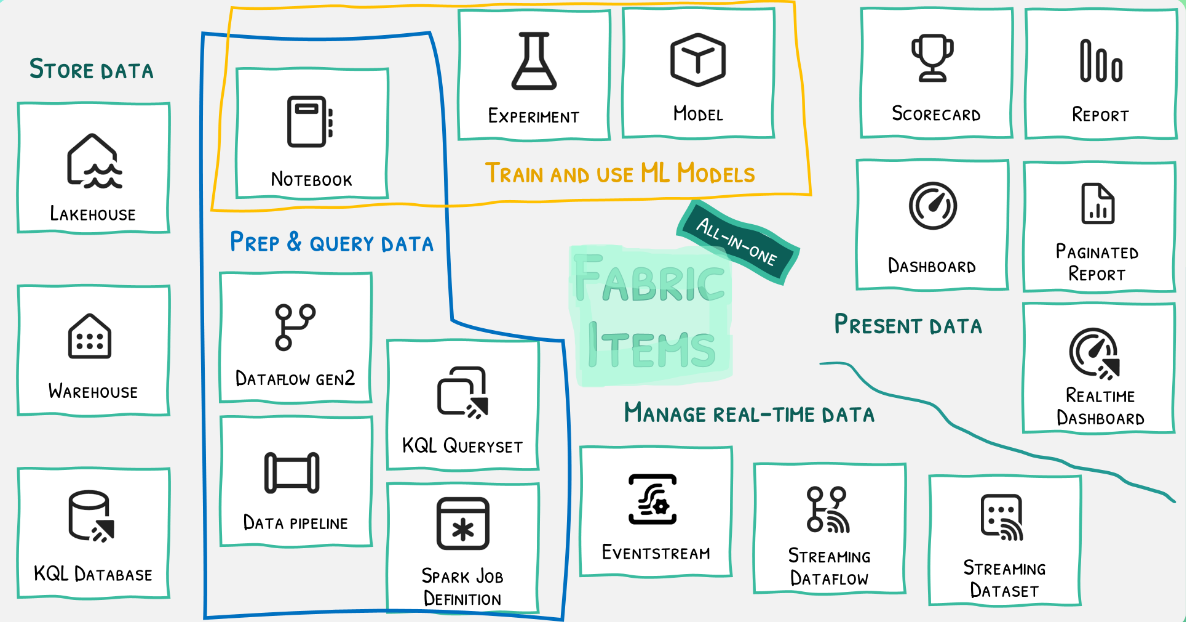 Store data
Lakehouse
Warehouse
KQL Database
Notebook
Experiment
Model
Train and use ML Models
Prep & query data
Dataflow gen2
Data pipeline
KQL Queryset
Spark Job
Definition
All-in-one
Fabric
Items
Scorecard
Report
Dashboard
Paginated
Report
Present data
Realtime
Dashboard
Manage real-time data
Eventstream
Streaming
Dataflow
Streaming
Dataset